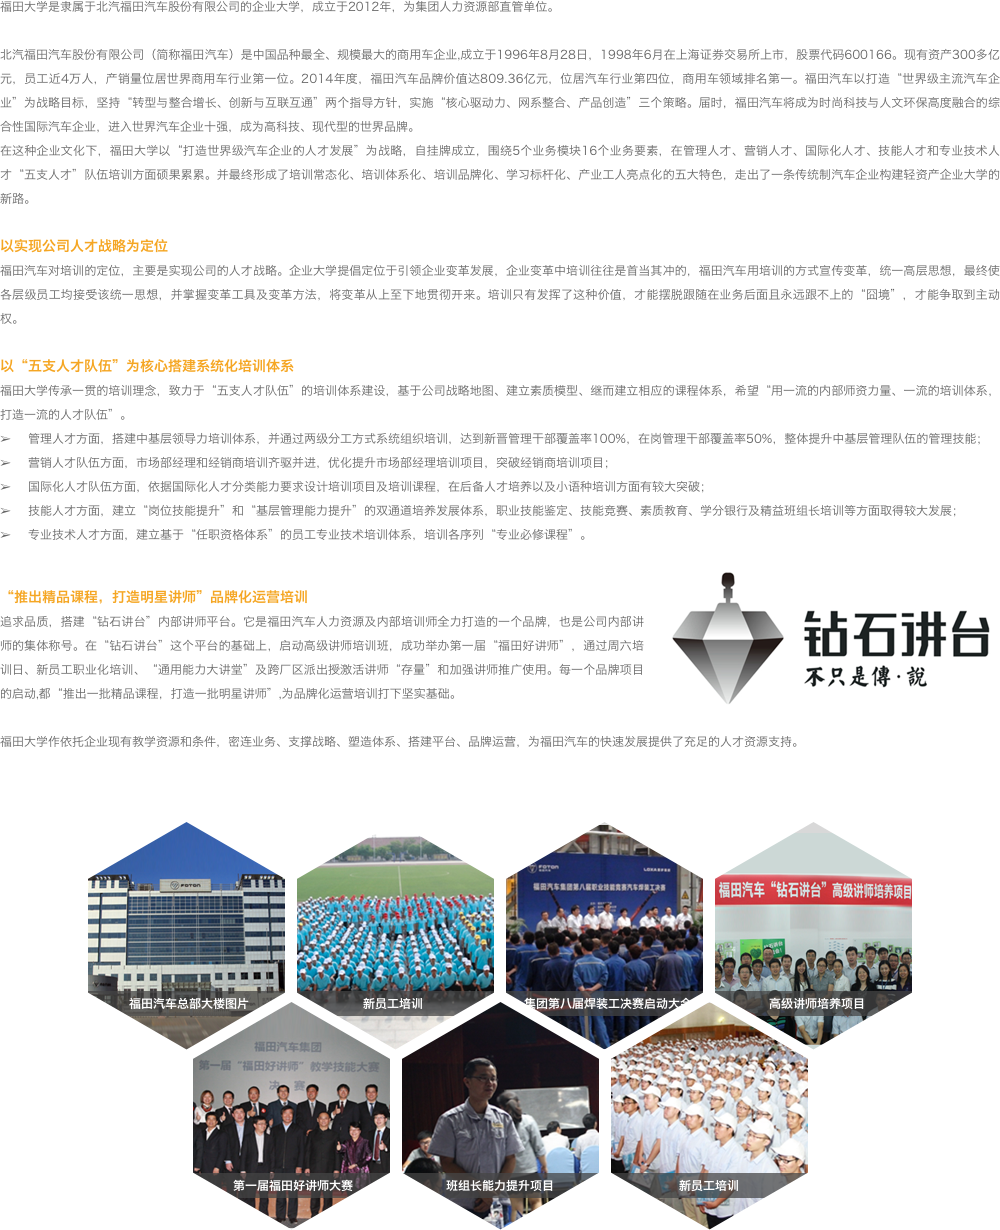 福田大学是隶属于北汽福田汽车股份有限公司的企业大学，成立于2012年，为集团人力资源部直管单位。
北汽福田汽车股份有限公司（简称福田汽车）是中国品种最全、规模最大的商用车企业,成立于1996年8月28日，1998年6月在上海证券交易所上市，股票代码600166。现有资产300多亿
元，员工近4万人，产销量位居世界商用车行业第一位。2014年度，福田汽车品牌价值达809.36亿元，位居汽车行业第四位，商用车领域排名第一。福田汽车以打造“世界级主流汽车企
业”为战略目标，坚持“转型与整合增长、创新与互联互通”两个指导方针，实施“核心驱动力、网系整合、产品创造”三个策略。届时，福田汽车将成为时尚科技与人文环保高度融合的综
合性国际汽车企业，进入世界汽车企业十强，成为高科技、现代型的世界品牌。
在这种企业文化下，福田大学以“打造世界级汽车企业的人才发展”为战略，自挂牌成立，围绕5个业务模块16个业务要素，在管理人才、营销人才、国际化人才、技能人才和专业技术人
才“五支人才”队伍培训方面硕果累累。并最终形成了培训常态化、培训体系化、培训品牌化、学习标杆化、产业工人亮点化的五大特色，走出了一条传统制汽车企业构建轻资产企业大学的
新路。
以实现公司人才战略为定位
福田汽车对培训的定位，主要是实现公司的人才战略。企业大学提倡定位于引领企业变革发展，企业变革中培训往往是首当其冲的，福田汽车用培训的方式宣传变革，统一高层思想，最终使
各层级员工均接受该统一思想，并掌握变革工具及变革方法，将变革从上至下地贯彻开来。培训只有发挥了这种价值，才能摆脱跟随在业务后面且永远跟不上的“囧境”，才能争取到主动
权。
以“五支人才队伍”为核心搭建系统化培训体系
福田大学传承一贯的培训理念，致力于“五支人才队伍”的培训体系建设，基于公司战略地图、建立素质模型、继而建立相应的课程体系，希望“用一流的内部师资力量、一流的培训体系，
打造一流的人才队伍”。
➢ 管理人才方面，搭建中基层领导力培训体系，并通过两级分工方式系统组织培训，达到新晋管理干部覆盖率100%，在岗管理干部覆盖率50%，整体提升中基层管理队伍的管理技能；
➢ 营销人才队伍方面，市场部经理和经销商培训齐驱并进，优化提升市场部经理培训项目，突破经销商培训项目；
➢ 国际化人才队伍方面，依据国际化人才分类能力要求设计培训项目及培训课程，在后备人才培养以及小语种培训方面有较大突破；
➢ 技能人才方面，建立“岗位技能提升”和“基层管理能力提升”的双通道培养发展体系，职业技能鉴定、技能竞赛、素质教育、学分银行及精益班组长培训等方面取得较大发展；
➢ 专业技术人才方面，建立基于“任职资格体系”的员工专业技术培训体系，培训各序列“专业必修课程”。
“推出精品课程，打造明星讲师”品牌化运营培训
追求品质，搭建“钻石讲台”内部讲师平台。它是福田汽车人力资源及内部培训师全力打造的一个品牌，也是公司内部讲
师的集体称号。在“钻石讲台”这个平台的基础上，启动高级讲师培训班，成功举办第一届“福田好讲师”，通过周六培
训日、新员工职业化培训、“通用能力大讲堂”及跨厂区派出授激活讲师“存量”和加强讲师推广使用。每一个品牌项目
的启动,都“推出一批精品课程，打造一批明星讲师”,为品牌化运营培训打下坚实基础。
钻石讲台
不只是傳·說
福田大学作依托企业现有教学资源和条件，密连业务、支撑战略、塑造体系、搭建平台、品牌运营，为福田汽车的快速发展提供了充足的人才资源支持。
FOTON
福田汽车总部大楼图片
新员工培训
FOTON
福田汽车集团第八届职业技能竞赛汽车焊装工决赛
集团第八届焊装工决赛启动大会
福田汽车“钻石讲台”高级讲师培养项目
钻石讲台
高级讲师培养项目
福田汽车集团
第一届“福田好讲师”教学技能大赛
决 赛
第一届福田好讲师大赛
班组长能力提升项目
新员工培训